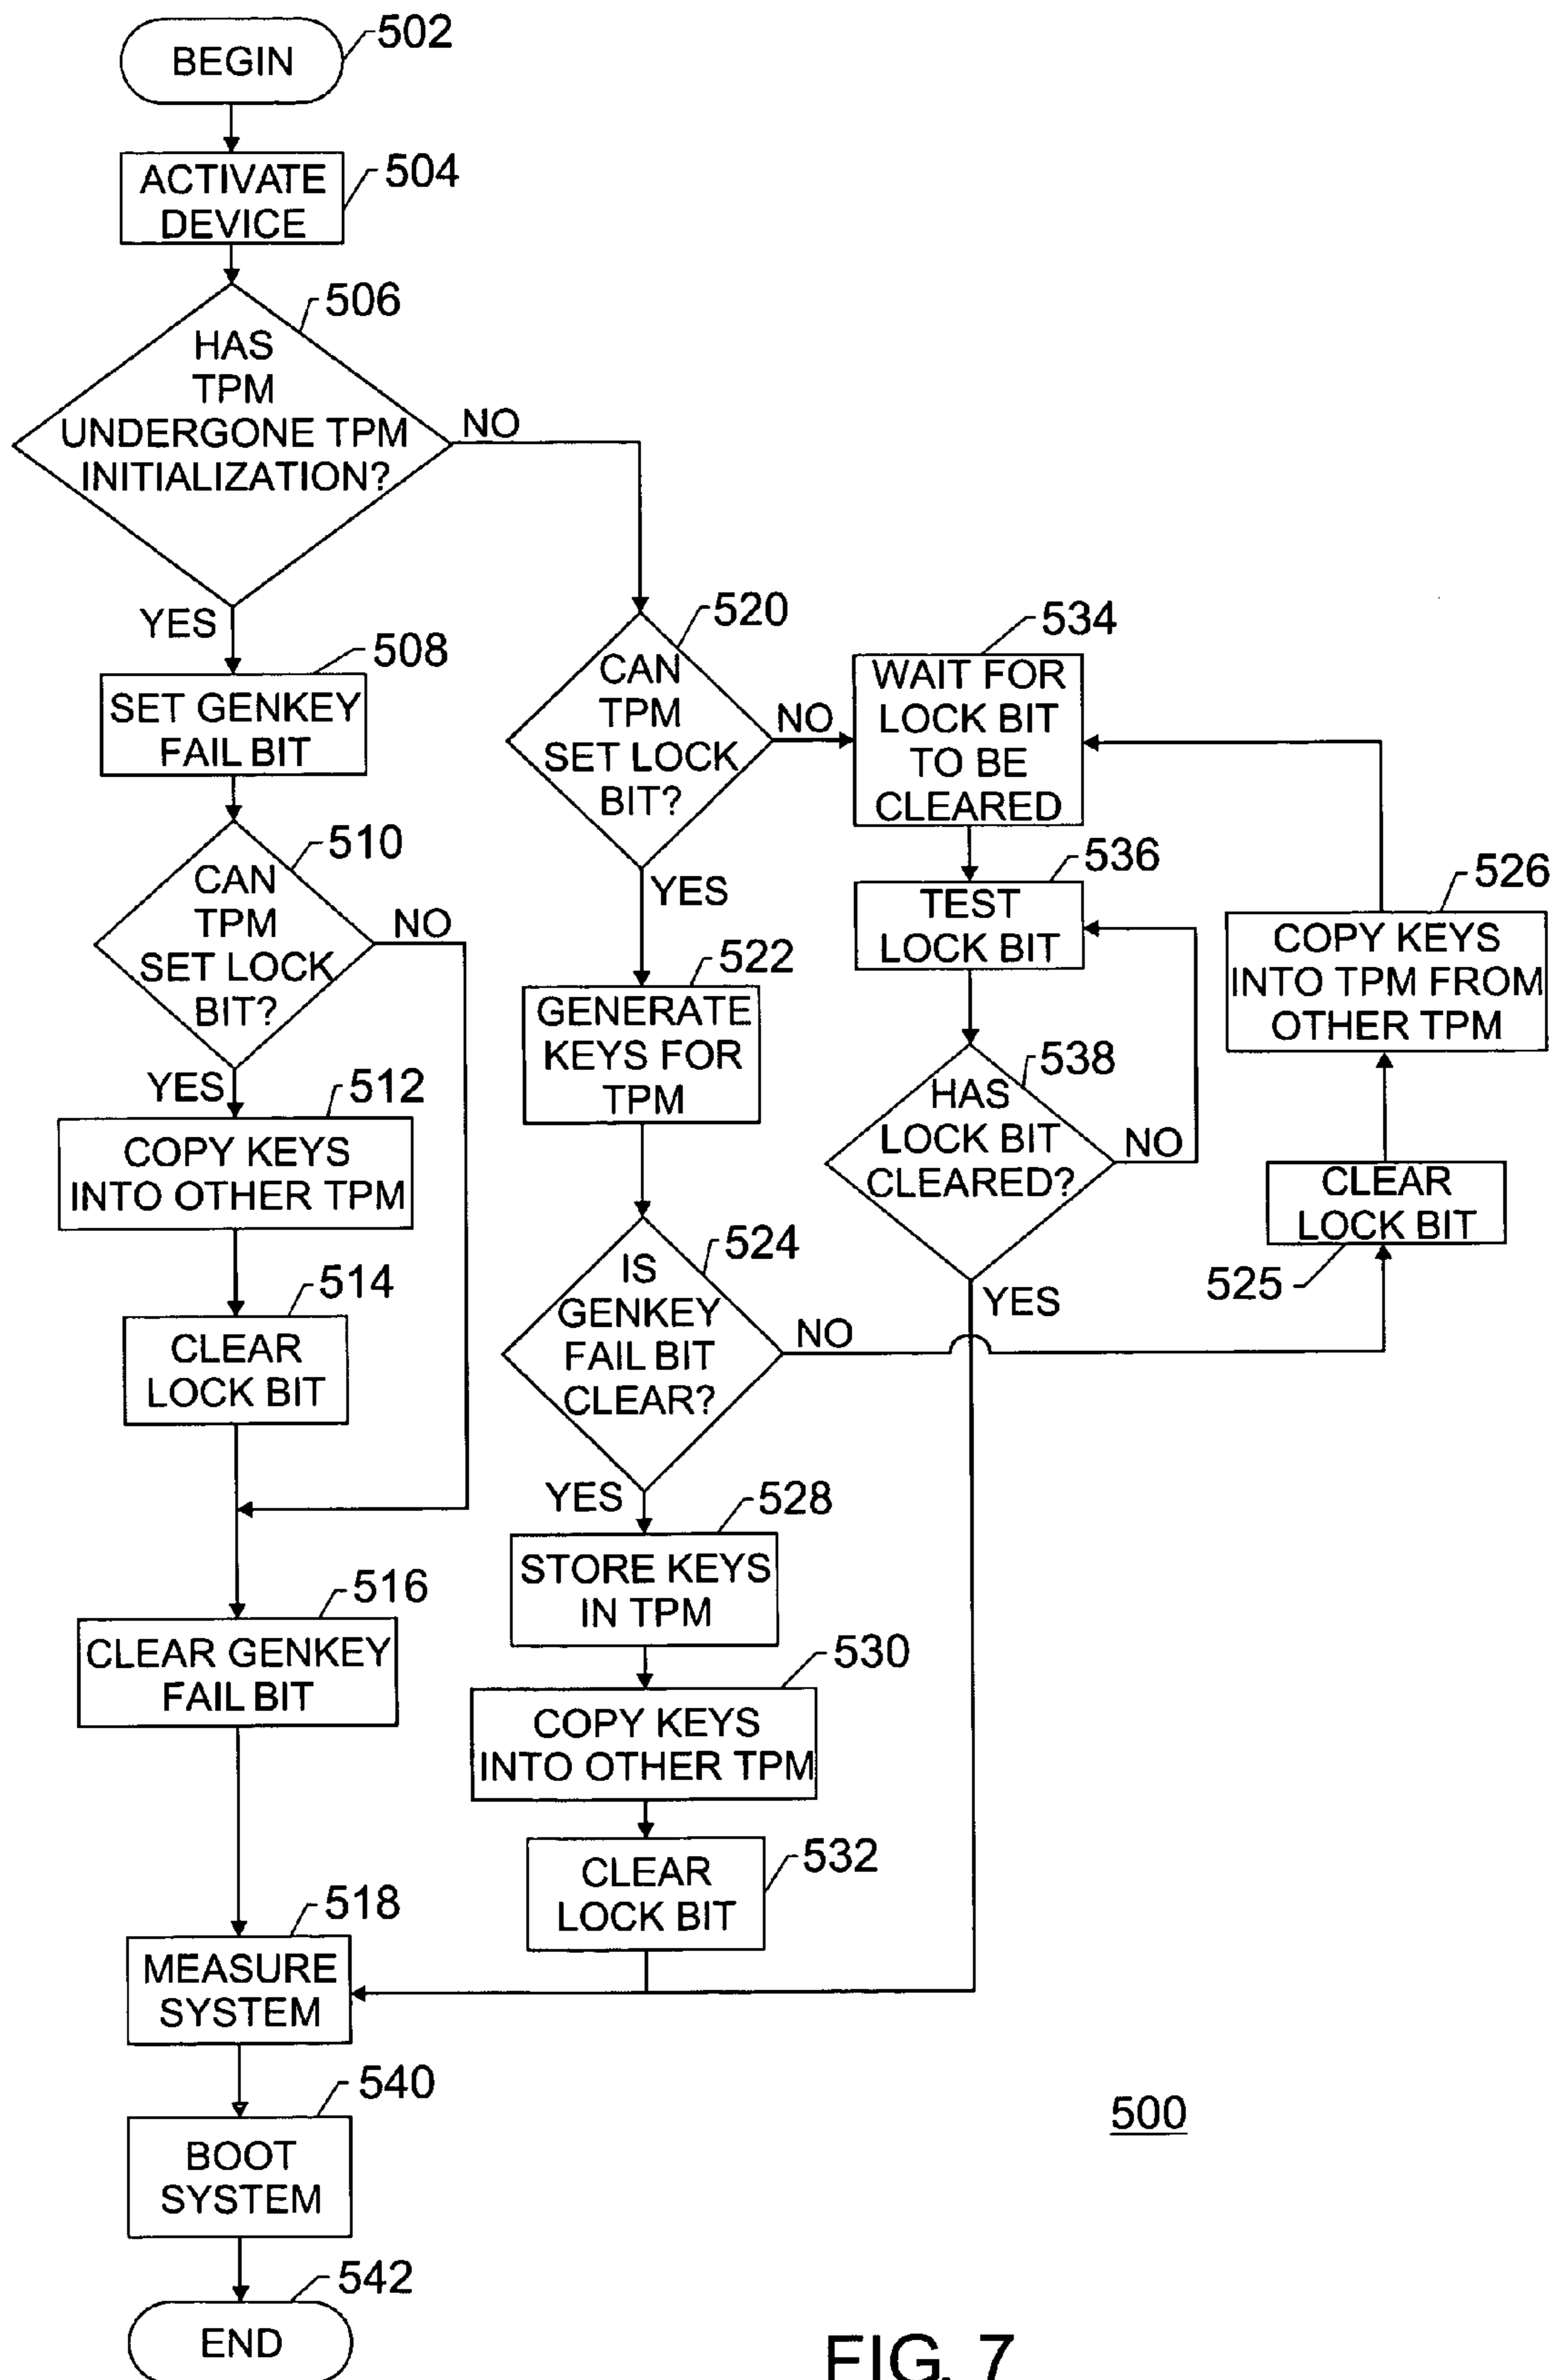 BEGIN
502
ACTIVATE
DEVICE
504
506
HAS
TPM
UNDERGONE TPM
INITIALIZATION?
NO
YES
508
SET GENKEY
FAIL BIT
510
CAN
TPM
SET LOCK
BIT?
NO
YES
512
COPY KEYS
INTO OTHER TPM
514
CLEAR
LOCK BIT
516
CLEAR GENKEY
FAIL BIT
518
MEASURE
SYSTEM
540
BOOT
SYSTEM
542
END
520
CAN
TPM
SET LOCK
BIT?
NO
YES
522
GENERATE
KEYS FOR
TPM
524
IS
GENKEY
FAIL BIT
CLEAR?
NO
YES
528
STORE KEYS
IN TPM
530
COPY KEYS
INTO OTHER TPM
532
CLEAR
LOCK BIT
534
WAIT FOR
LOCK BIT
TO BE
CLEARED
536
TEST
LOCK BIT
538
HAS
LOCK BIT
CLEARED?
NO
YES
526
COPY KEYS
INTO TPM FROM
OTHER TPM
CLEAR
LOCK BIT
525
500
FIG. 7